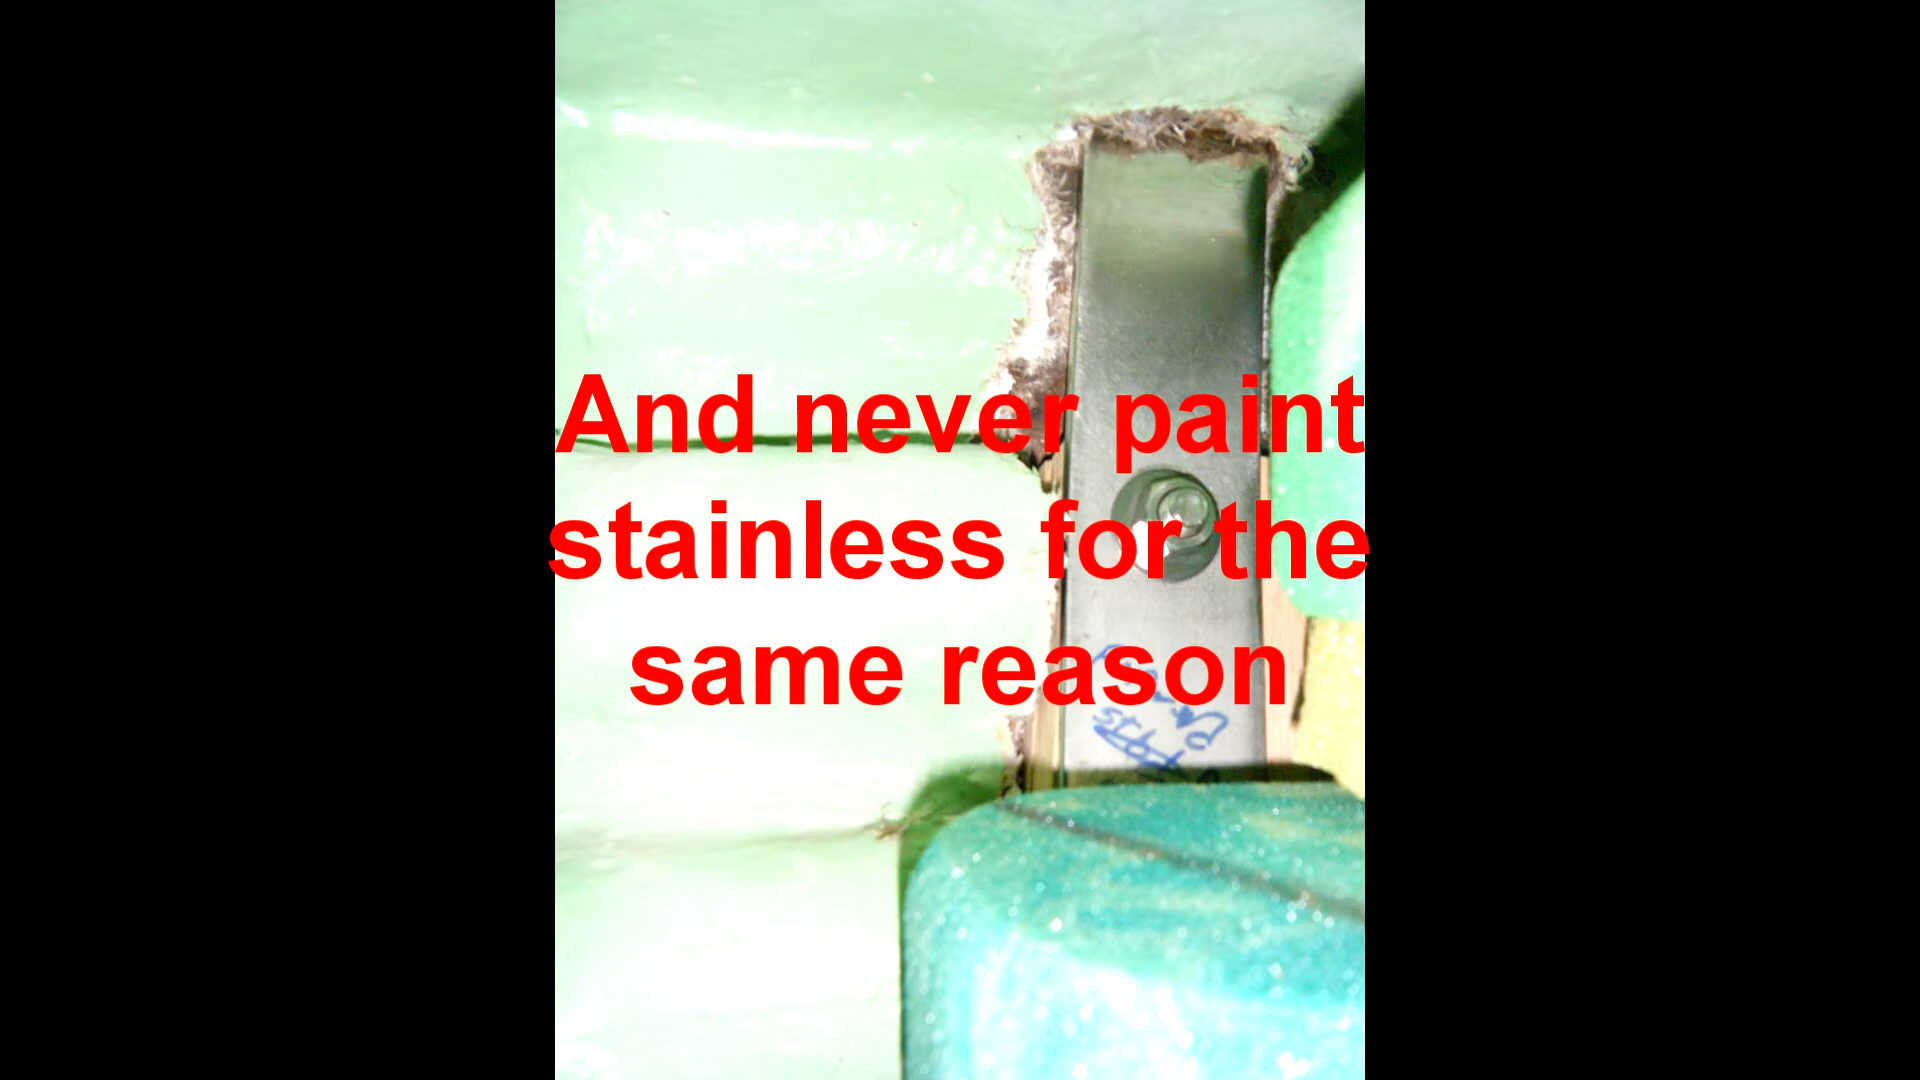 And never paint
stainless for the
same reason